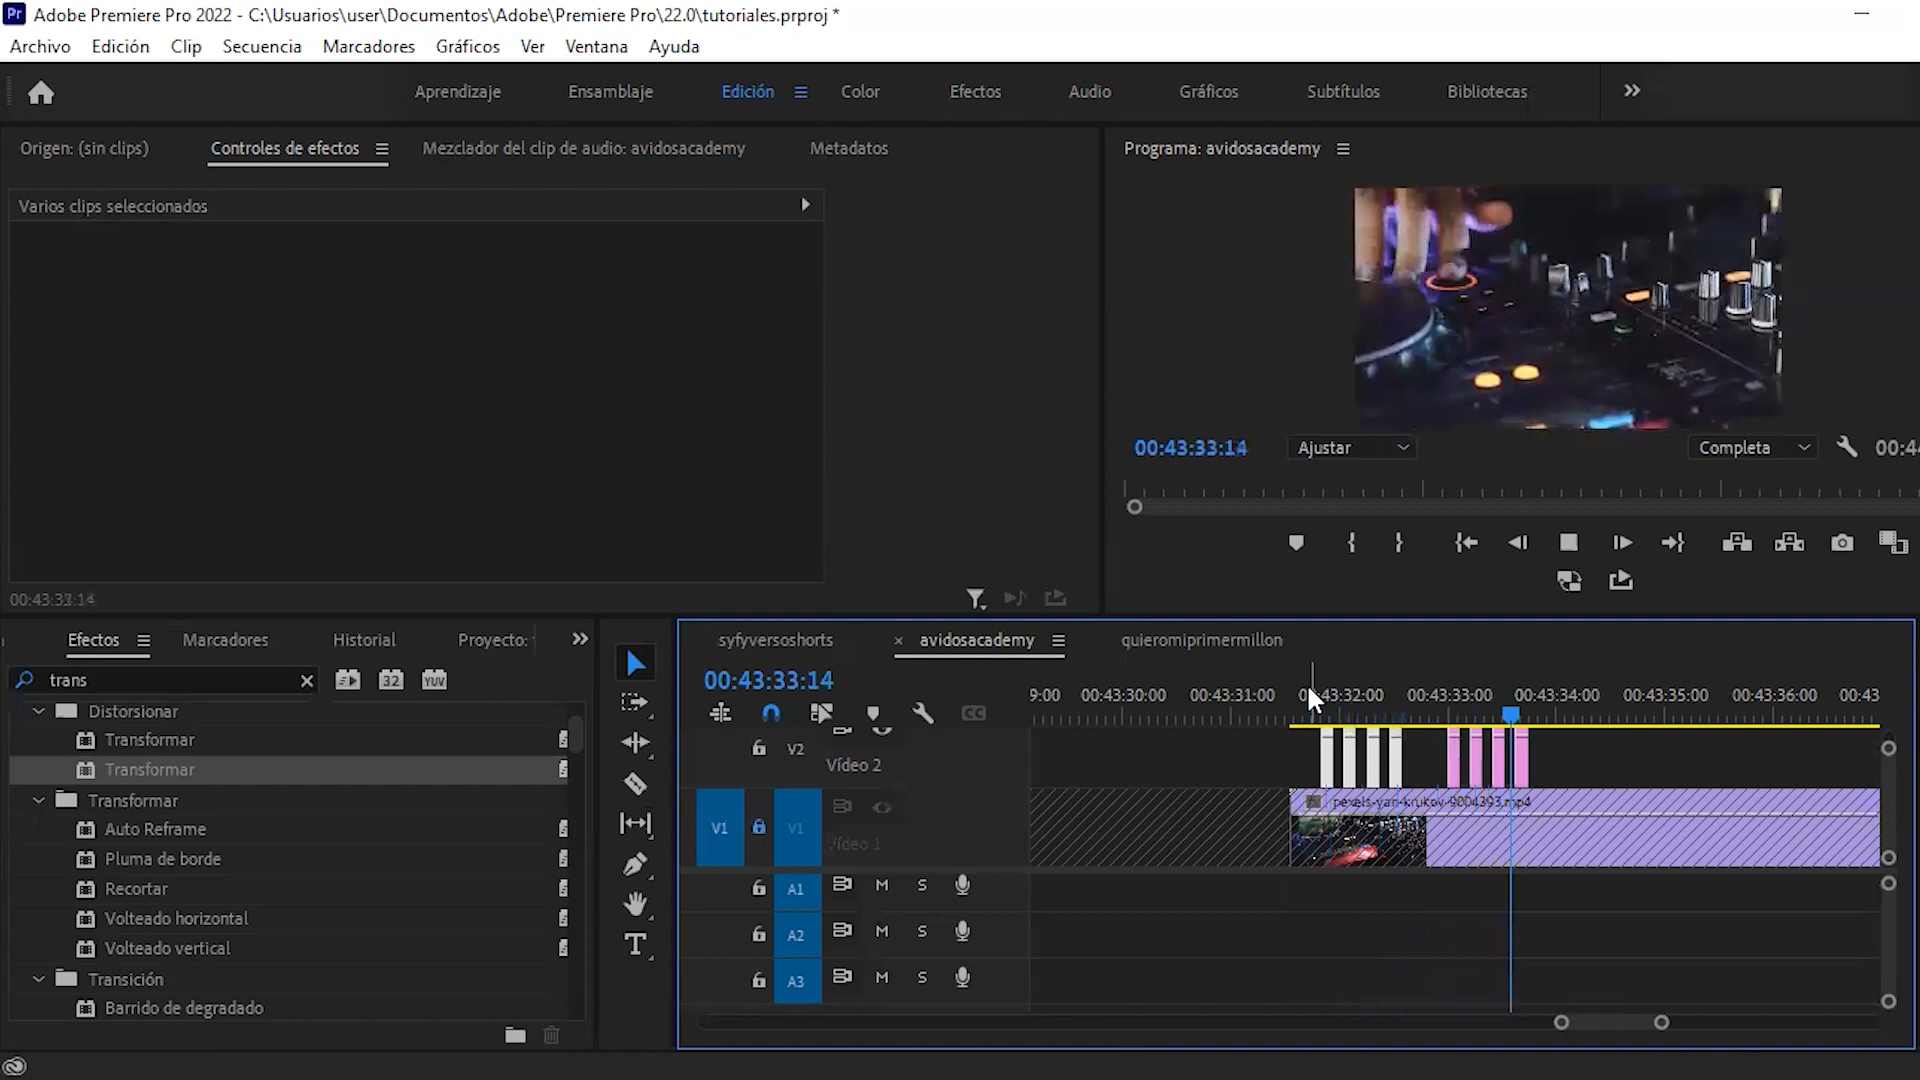 Pr Adobe Premiere Pro 2022 - C:\Usuarios\user\Documentos\Adobe\Premiere Pro\22.0\tutoriales.prproj *
Archivo Edición Clip Secuencia Marcadores Gráficos Ver Ventana Ayuda
Aprendizaje Ensamblaje Edición Color Efectos Audio Gráficos Subtítulos Bibliotecas
Origen: (sin clips) Controles de efectos Mezclador del clip de audio: avidosacademy Metadatos
Programa: avidosacademy
Varios clips seleccionados
00:43:33:14 Ajustar Completa 00:44
00:43:33:14
Efectos Marcadores Historial Proyecto:
syfyversoshorts × avidosacademy quieromiprimermillon
trans 32 YUV
00:43:33:14
9:00 00:43:30:00 00:43:31:00 43:32:00 00:43:33:00 00:43:34:00 00:43:35:00 00:43:36:00 00:43
CC
Distorsionar
Transformar
Transformar
Transformar
Auto Reframe
Pluma de borde
Recortar
Volteado horizontal
Volteado vertical
Transición
Barrido de degradado
V2
Vídeo 2
V1 V1
Vídeo 1
fx pexels-yan-krukov-9004393.mp4
A1 M S
A2 M S
A3 M S
T